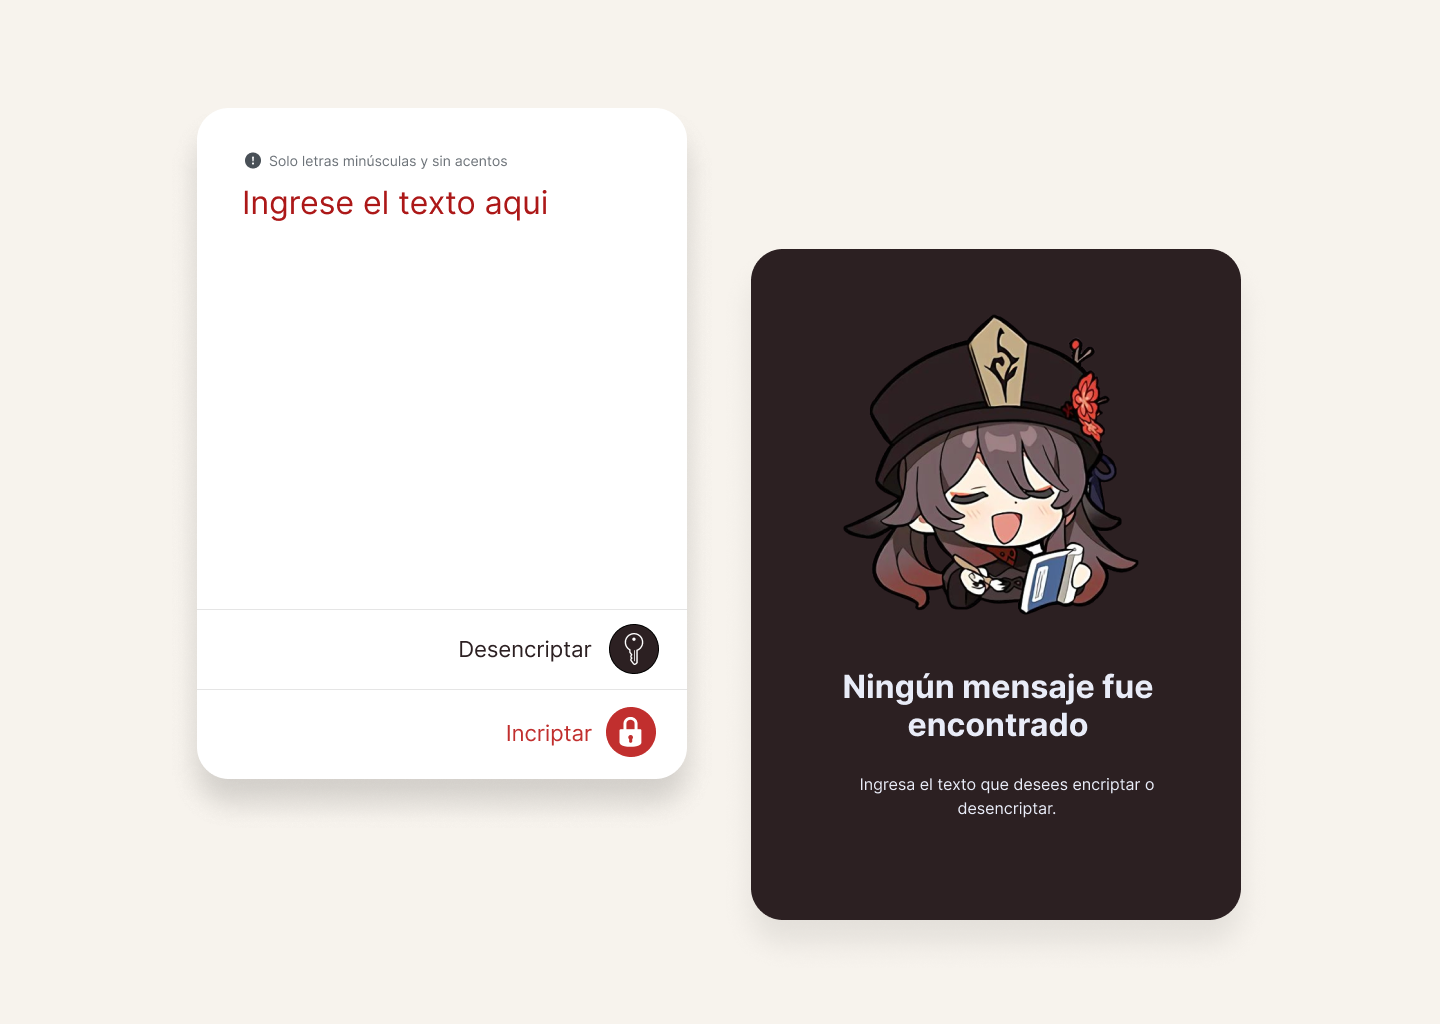 Solo letras minúsculas y sin acentos
Ingrese el texto aqui
Desencriptar
Incriptar
Ningún mensaje fue
encontrado
Ingresa el texto que desees encriptar o
desencriptar.